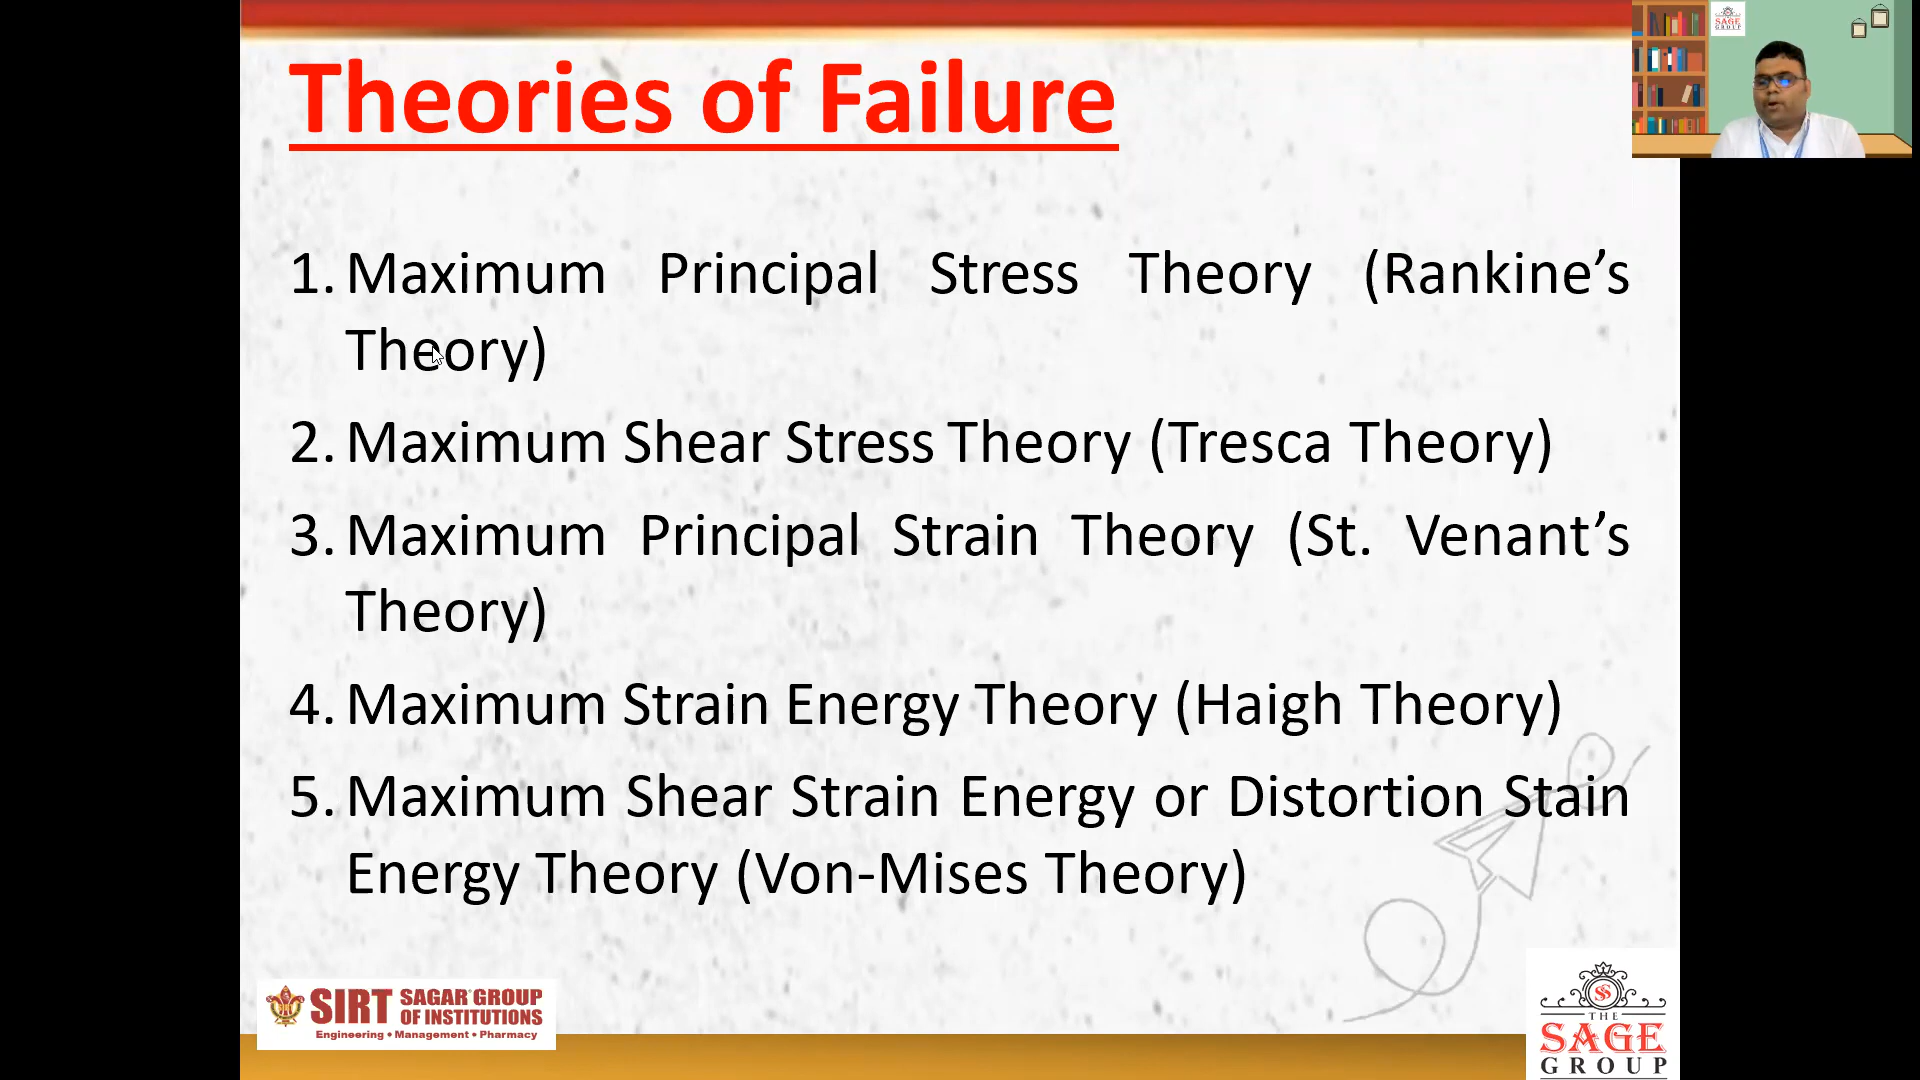 Theories of Failure
1. Maximum Principal Stress Theory (Rankine’s
Theory)
2. Maximum Shear Stress Theory (Tresca Theory)
3. Maximum Principal Strain Theory (St. Venant’s
Theory)
4. Maximum Strain Energy Theory (Haigh Theory)
5. Maximum Shear Strain Energy or Distortion Stain
Energy Theory (Von-Mises Theory)
SIRT SAGAR GROUP
OF INSTITUTIONS
Engineering • Management • Pharmacy
THE
SAGE
GROUP
SAGE
GROUP